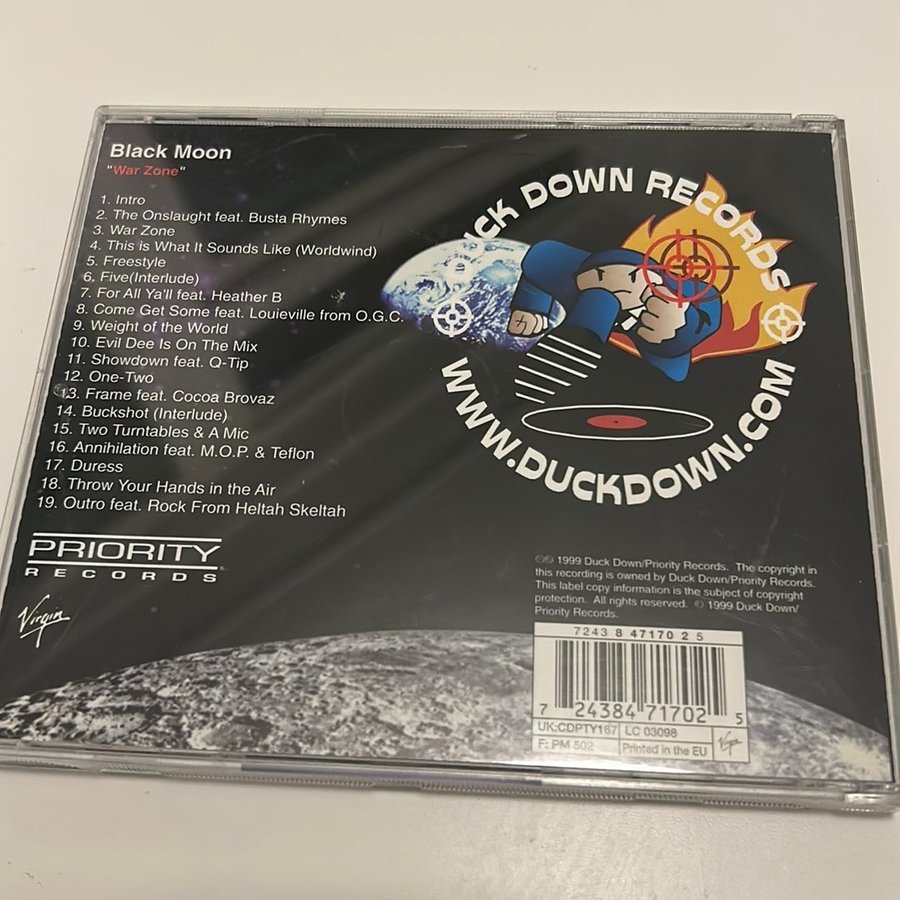 Black Moon
"War Zone"
1. Intro
2. The Onslaught feat. Busta Rhymes
3. War Zone
4. This is What It Sounds Like (Worldwind)
5. Freestyle
6. Five(Interlude)
7. For All Ya'll feat. Heather B
8. Come Get Some feat. Louieville from O.G.C.
9. Weight of the World
10. Evil Dee Is On The Mix
11. Showdown feat. Q-Tip
12. One-Two
13. Frame feat. Cocoa Brovaz
14. Buckshot (Interlude)
15. Two Turntables & A Mic
16. Annihilation feat. M.O.P. & Teflon
17. Duress
18. Throw Your Hands in the Air
19. Outro feat. Rock From Heltah Skeltah
PRIORITY
RECORDS
Virgin
DUCK DOWN RECORDS
WWW.DUCKDOWN.COM
℗© 1999 Duck Down/Priority Records. The copyright in
this recording is owned by Duck Down/Priority Records.
This label copy information is the subject of copyright
protection. All rights reserved. © 1999 Duck Down/
Priority Records.
7243 8 47170 2 5
7 24384 71702 5
UK:CDPTY167 LC 03098
F: PM 502 Printed in the EU Virgin